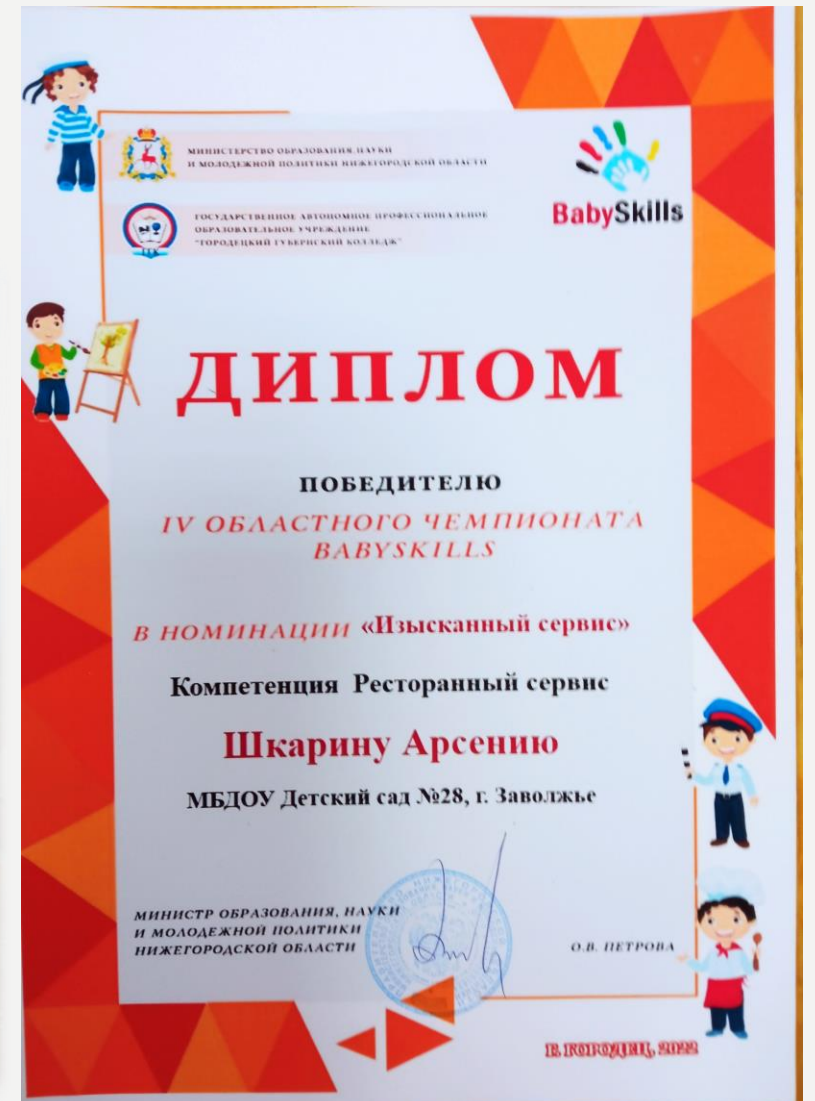 МИНИСТЕРСТВО ОБРАЗОВАНИЯ, НАУКИ
И МОЛОДЕЖНОЙ ПОЛИТИКИ НИЖЕГОРОДСКОЙ ОБЛАСТИ
BabySkills
ГОСУДАРСТВЕННОЕ АВТОНОМНОЕ ПРОФЕССИОНАЛЬНОЕ
ОБРАЗОВАТЕЛЬНОЕ УЧРЕЖДЕНИЕ
"ГОРОДЕЦКИЙ ГУБЕРНСКИЙ КОЛЛЕДЖ"
ДИПЛОМ
ПОБЕДИТЕЛЮ
IV ОБЛАСТНОГО ЧЕМПИОНАТА
BABYSKILLS
В НОМИНАЦИИ «Изысканный сервис»
Компетенция Ресторанный сервис
Шкарину Арсению
МБДОУ Детский сад №28, г. Заволжье
МИНИСТР ОБРАЗОВАНИЯ, НАУКИ
И МОЛОДЕЖНОЙ ПОЛИТИКИ
НИЖЕГОРОДСКОЙ ОБЛАСТИ
О.В. ПЕТРОВА
Г. ГОРОДЕЦ, 2022